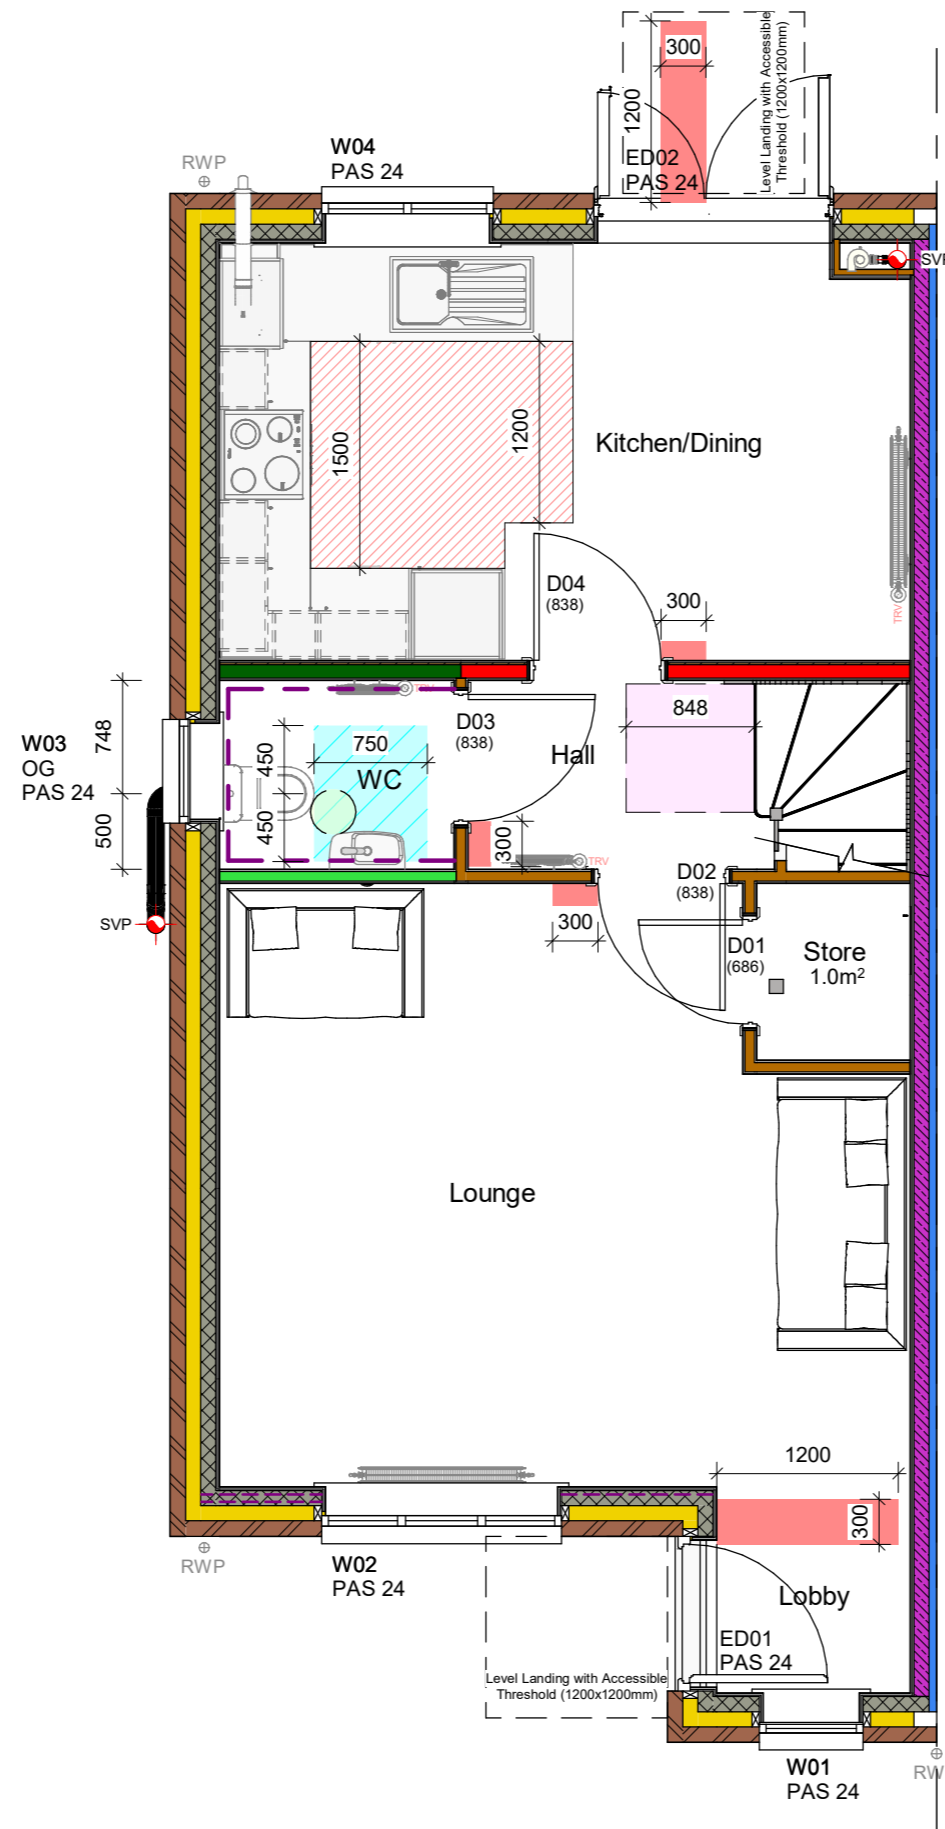 300
1200
Level Landing with Accessible
Threshold (1200x1200mm)
W04
PAS 24
RWP
ED02
PAS 24
SVP
1500
1200
Kitchen/Dining
D04
(838)
300
TRV
TRV
748
W03
OG
PAS 24
500
450
450
750
WC
D03
(838)
Hall
848
300
TRV
D02
(838)
SVP
300
D01
(686)
Store
1.0m²
Lounge
1200
300
RWP
W02
PAS 24
Lobby
ED01
PAS 24
Level Landing with Accessible
Threshold (1200x1200mm)
W01
PAS 24
RW